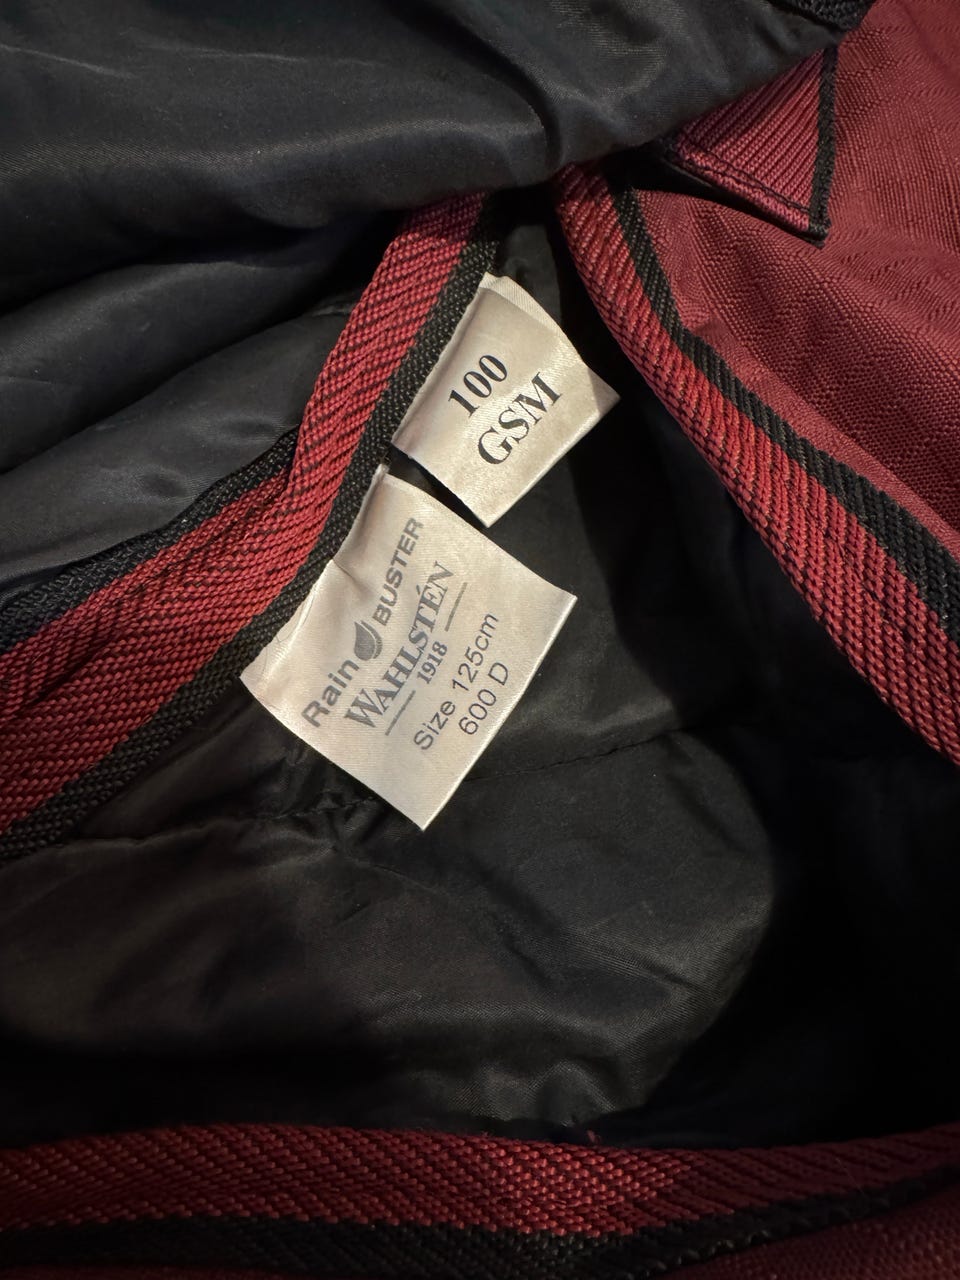 100
GSM
Rain BUSTER
WAHLSTÉN
1918
Size 125cm
600 D